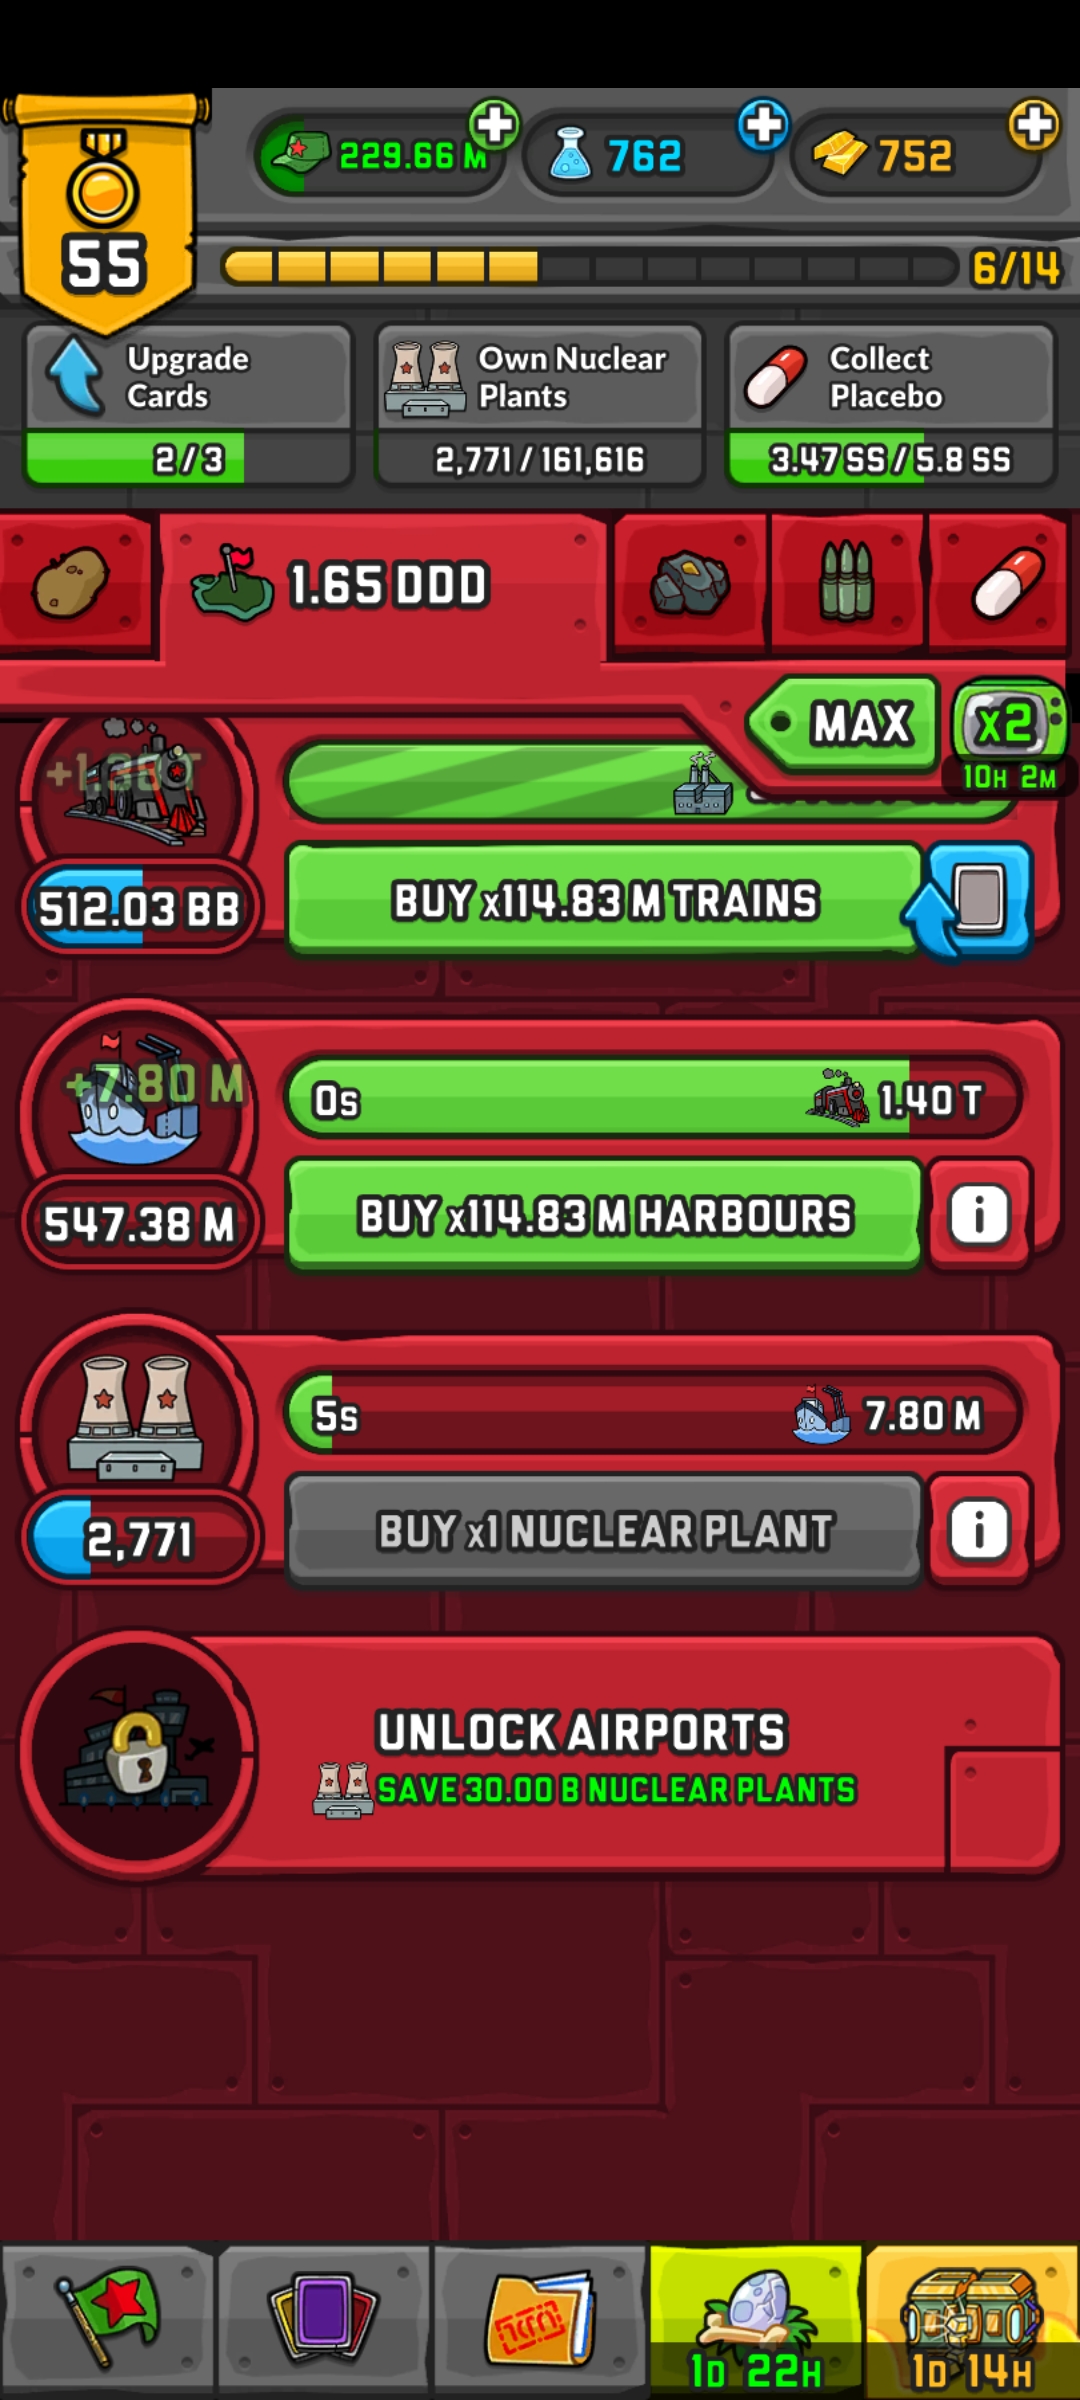 55
229.66 M
762
752
6/14
Upgrade
Cards
2/3
Own Nuclear
Plants
2,771/161,616
Collect
Placebo
3.47 SS/5.8 SS
1.65 DDD
MAX
x2
10H 2M
512.03 BB
BUY x114.83 M TRAINS
+7.80 M
0s
1.40 T
547.38 M
BUY x114.83 M HARBOURS
i
5s
7.80 M
2,771
BUY x1 NUCLEAR PLANT
i
UNLOCK AIRPORTS
SAVE 30.00 B NUCLEAR PLANTS
1D 22H
1D 14H